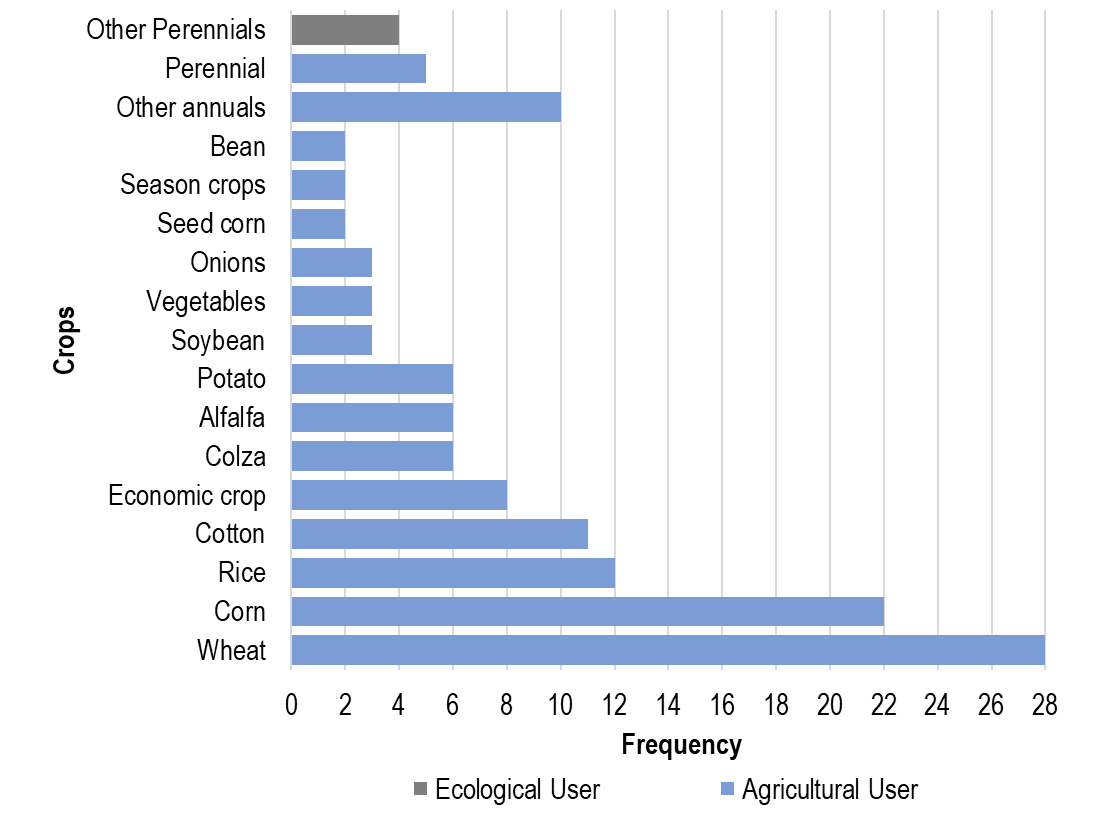 Other Perennials
Perennial
Other annuals
Bean
Season crops
Seed corn
Onions
Vegetables
Soybean
Potato
Alfalfa
Colza
Economic crop
Cotton
Rice
Corn
Wheat
Crops
0 2 4 6 8 10 12 14 16 18 20 22 24 26 28
Frequency
Ecological User Agricultural User